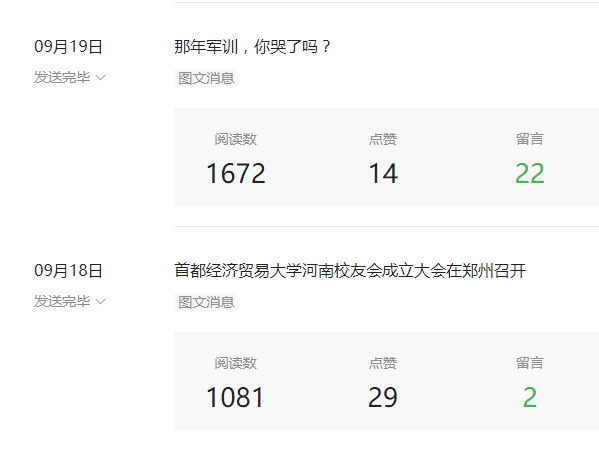 09月19日 那年军训，你哭了吗？
发送完毕 图文消息
阅读数 点赞 留言
1672 14 22
09月18日 首都经济贸易大学河南校友会成立大会在郑州召开
发送完毕 图文消息
阅读数 点赞 留言
1081 29 2